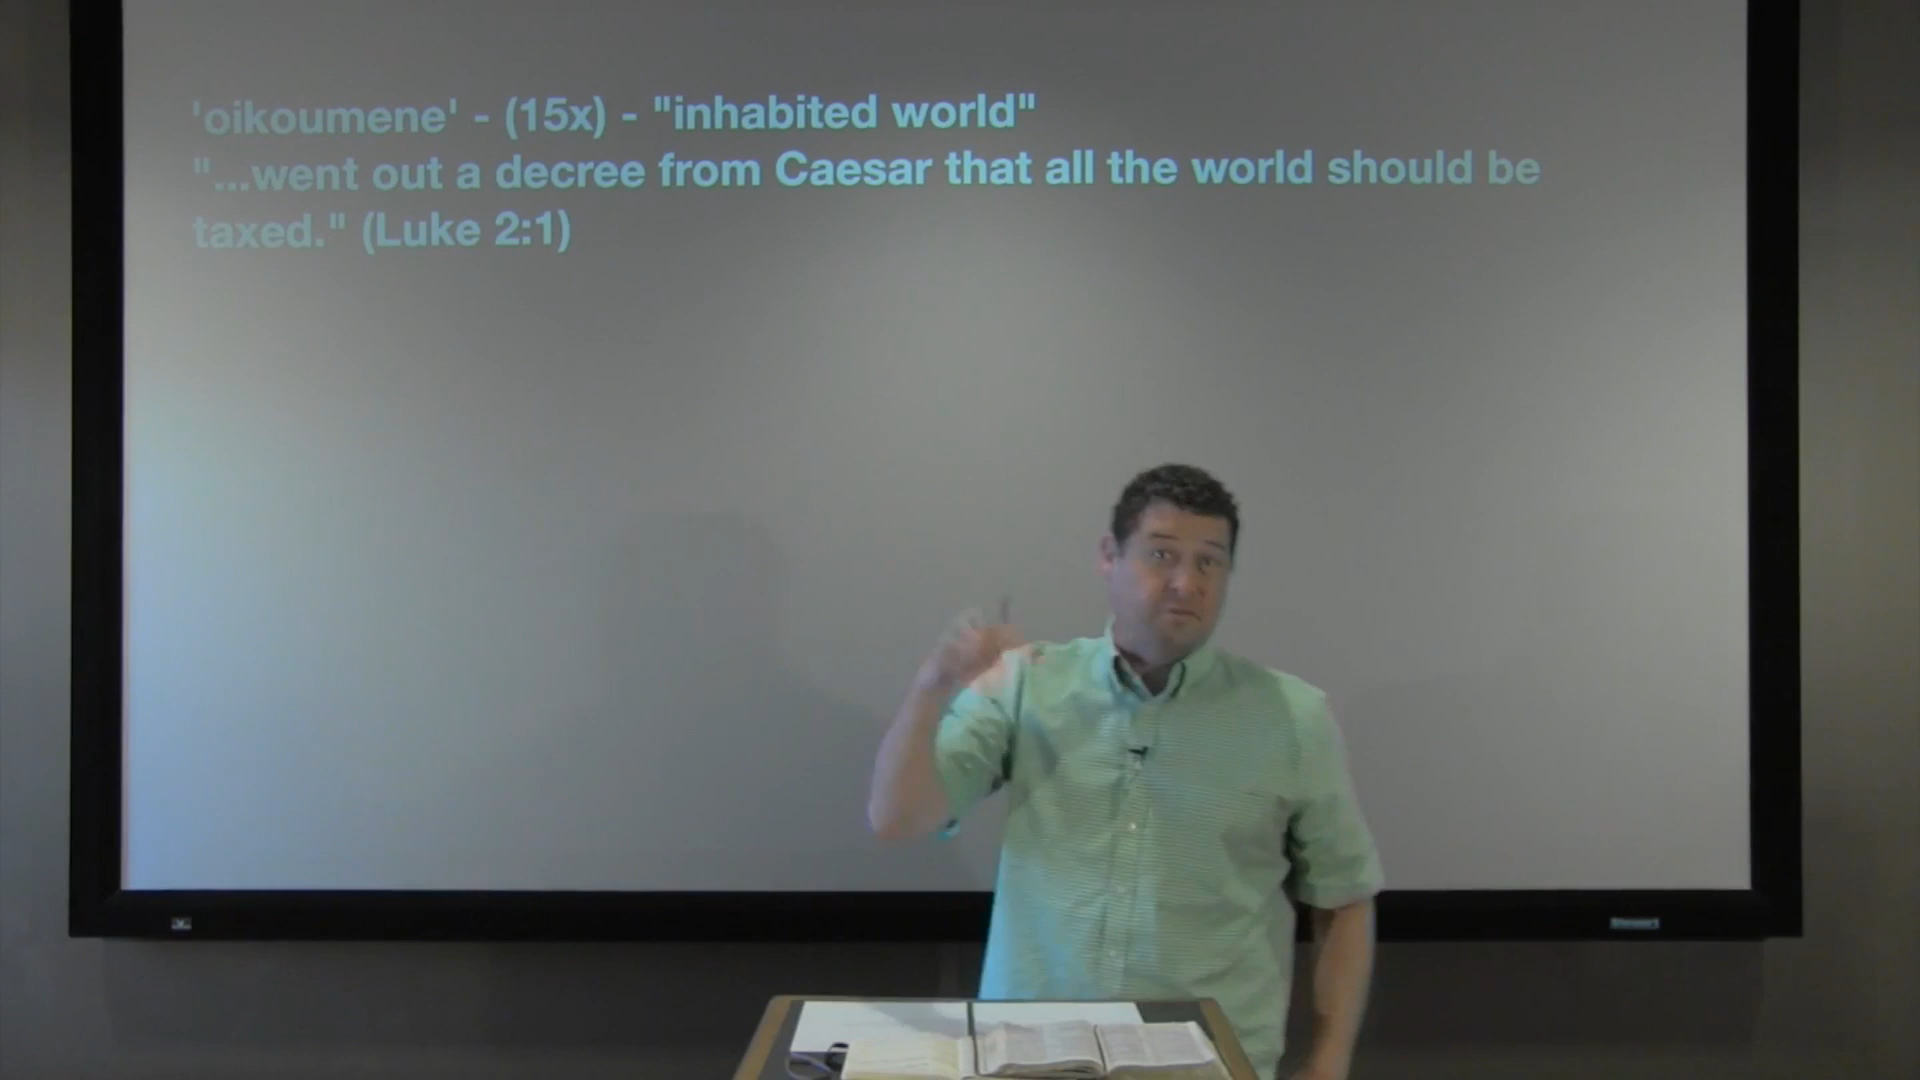 'oikoumene' - (15x) - "inhabited world"
"...went out a decree from Caesar that all the world should be
taxed." (Luke 2:1)